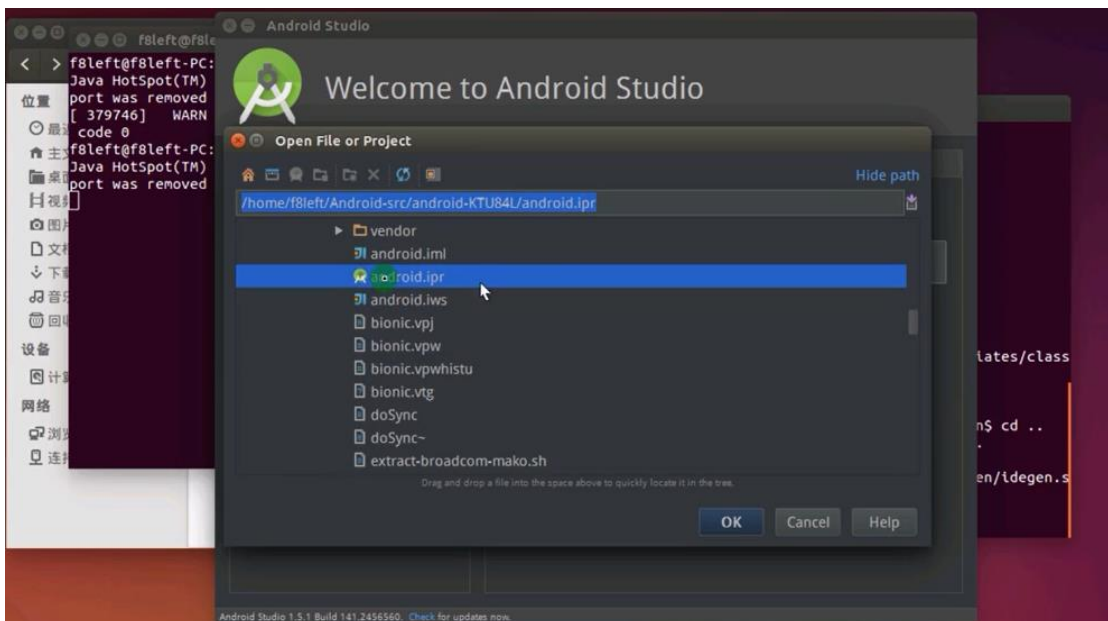 f8left@f8le
Android Studio
f8left@f8left-PC:
Java HotSpot(TM)
port was removed
[ 379746]   WARN
code 0
f8left@f8left-PC:
Java HotSpot(TM)
port was removed
位置
设备
网络
Welcome to Android Studio
Open File or Project
Hide path
/home/f8left/Android-src/android-KTU84L/android.ipr
vendor
android.iml
android.ipr
android.iws
bionic.vpj
bionic.vpw
bionic.vpwhistu
bionic.vtg
doSync
doSync~
extract-broadcom-mako.sh
Drag and drop a file into the space above to quickly locate it in the tree.
OK
Cancel
Help
iates/class
n$ cd ..
en/idegen.s
Android Studio 1.5.1 Build 141.2456560. Check for updates now.